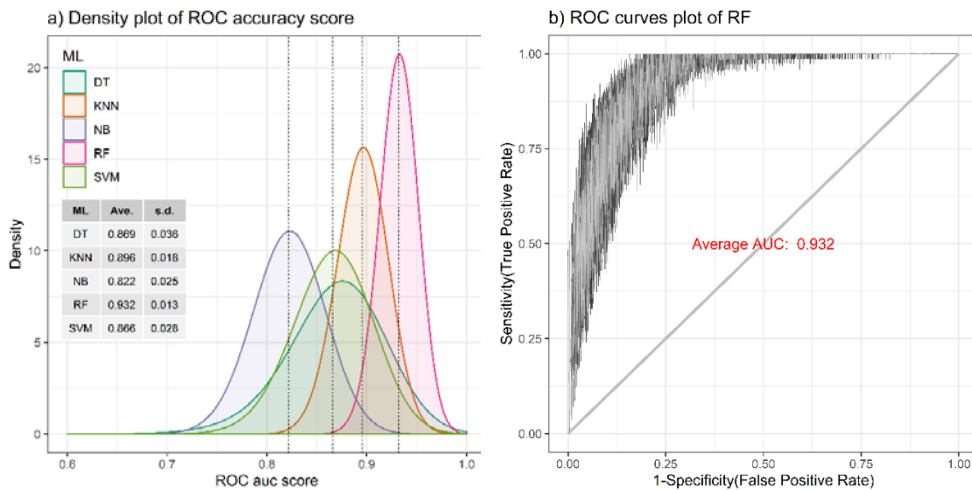 a) Density plot of ROC accuracy score
ML
DT
KNN
NB
RF
SVM
ML Ave. s.d.
DT 0.869 0.036
KNN 0.896 0.018
NB 0.822 0.025
RF 0.932 0.013
SVM 0.866 0.028
Density
20
15
10
5
0
0.6 0.7 0.8 0.9 1.0
ROC auc score
b) ROC curves plot of RF
Sensitivity(True Positive Rate)
1.00
0.75
0.50
0.25
0.00
Average AUC: 0.932
0.00 0.25 0.50 0.75 1.00
1-Specificity(False Positive Rate)